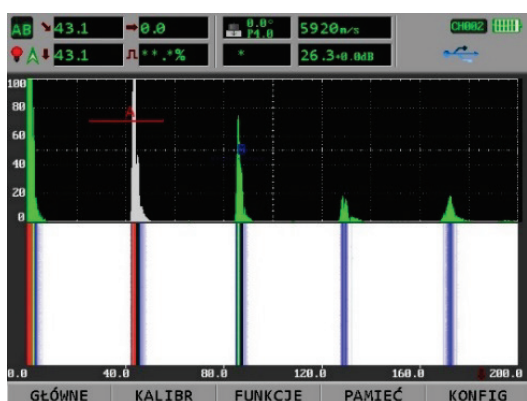 AB 43.1 0.0 0.0° P4.0 5920m/s CH002
A 43.1 **.*% * 26.3+0.0dB
100
80
A
60
40
20
0
0.0 40.0 80.0 120.0 160.0 200.0
GŁÓWNE KALIBR FUNKCJE PAMIĘĆ KONFIG